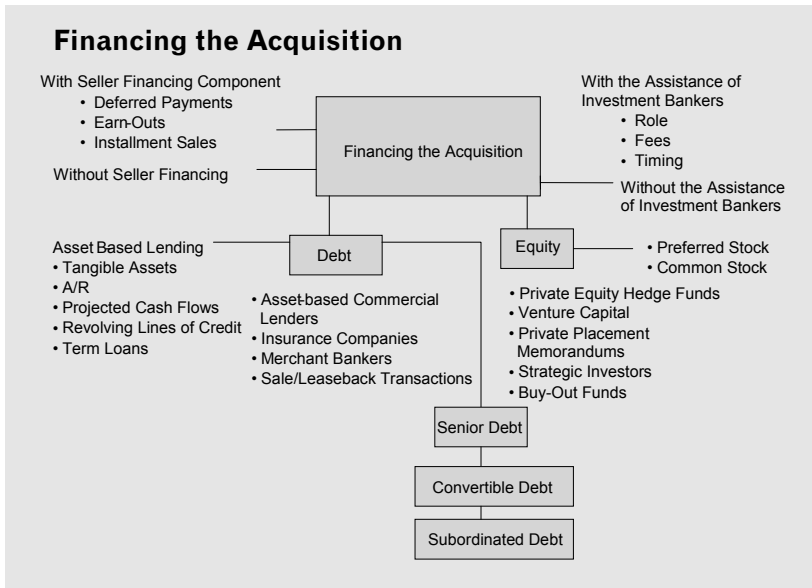 Financing the Acquisition
With Seller Financing Component
• Deferred Payments
• Earn-Outs
• Installment Sales
Without Seller Financing
Financing the Acquisition
With the Assistance of
Investment Bankers
• Role
• Fees
• Timing
Without the Assistance
of Investment Bankers
Asset Based Lending
• Tangible Assets
• A/R
• Projected Cash Flows
• Revolving Lines of Credit
• Term Loans
Debt
• Asset-based Commercial
Lenders
• Insurance Companies
• Merchant Bankers
• Sale/Leaseback Transactions
Equity
• Preferred Stock
• Common Stock
• Private Equity Hedge Funds
• Venture Capital
• Private Placement
Memorandums
• Strategic Investors
• Buy-Out Funds
Senior Debt
Convertible Debt
Subordinated Debt